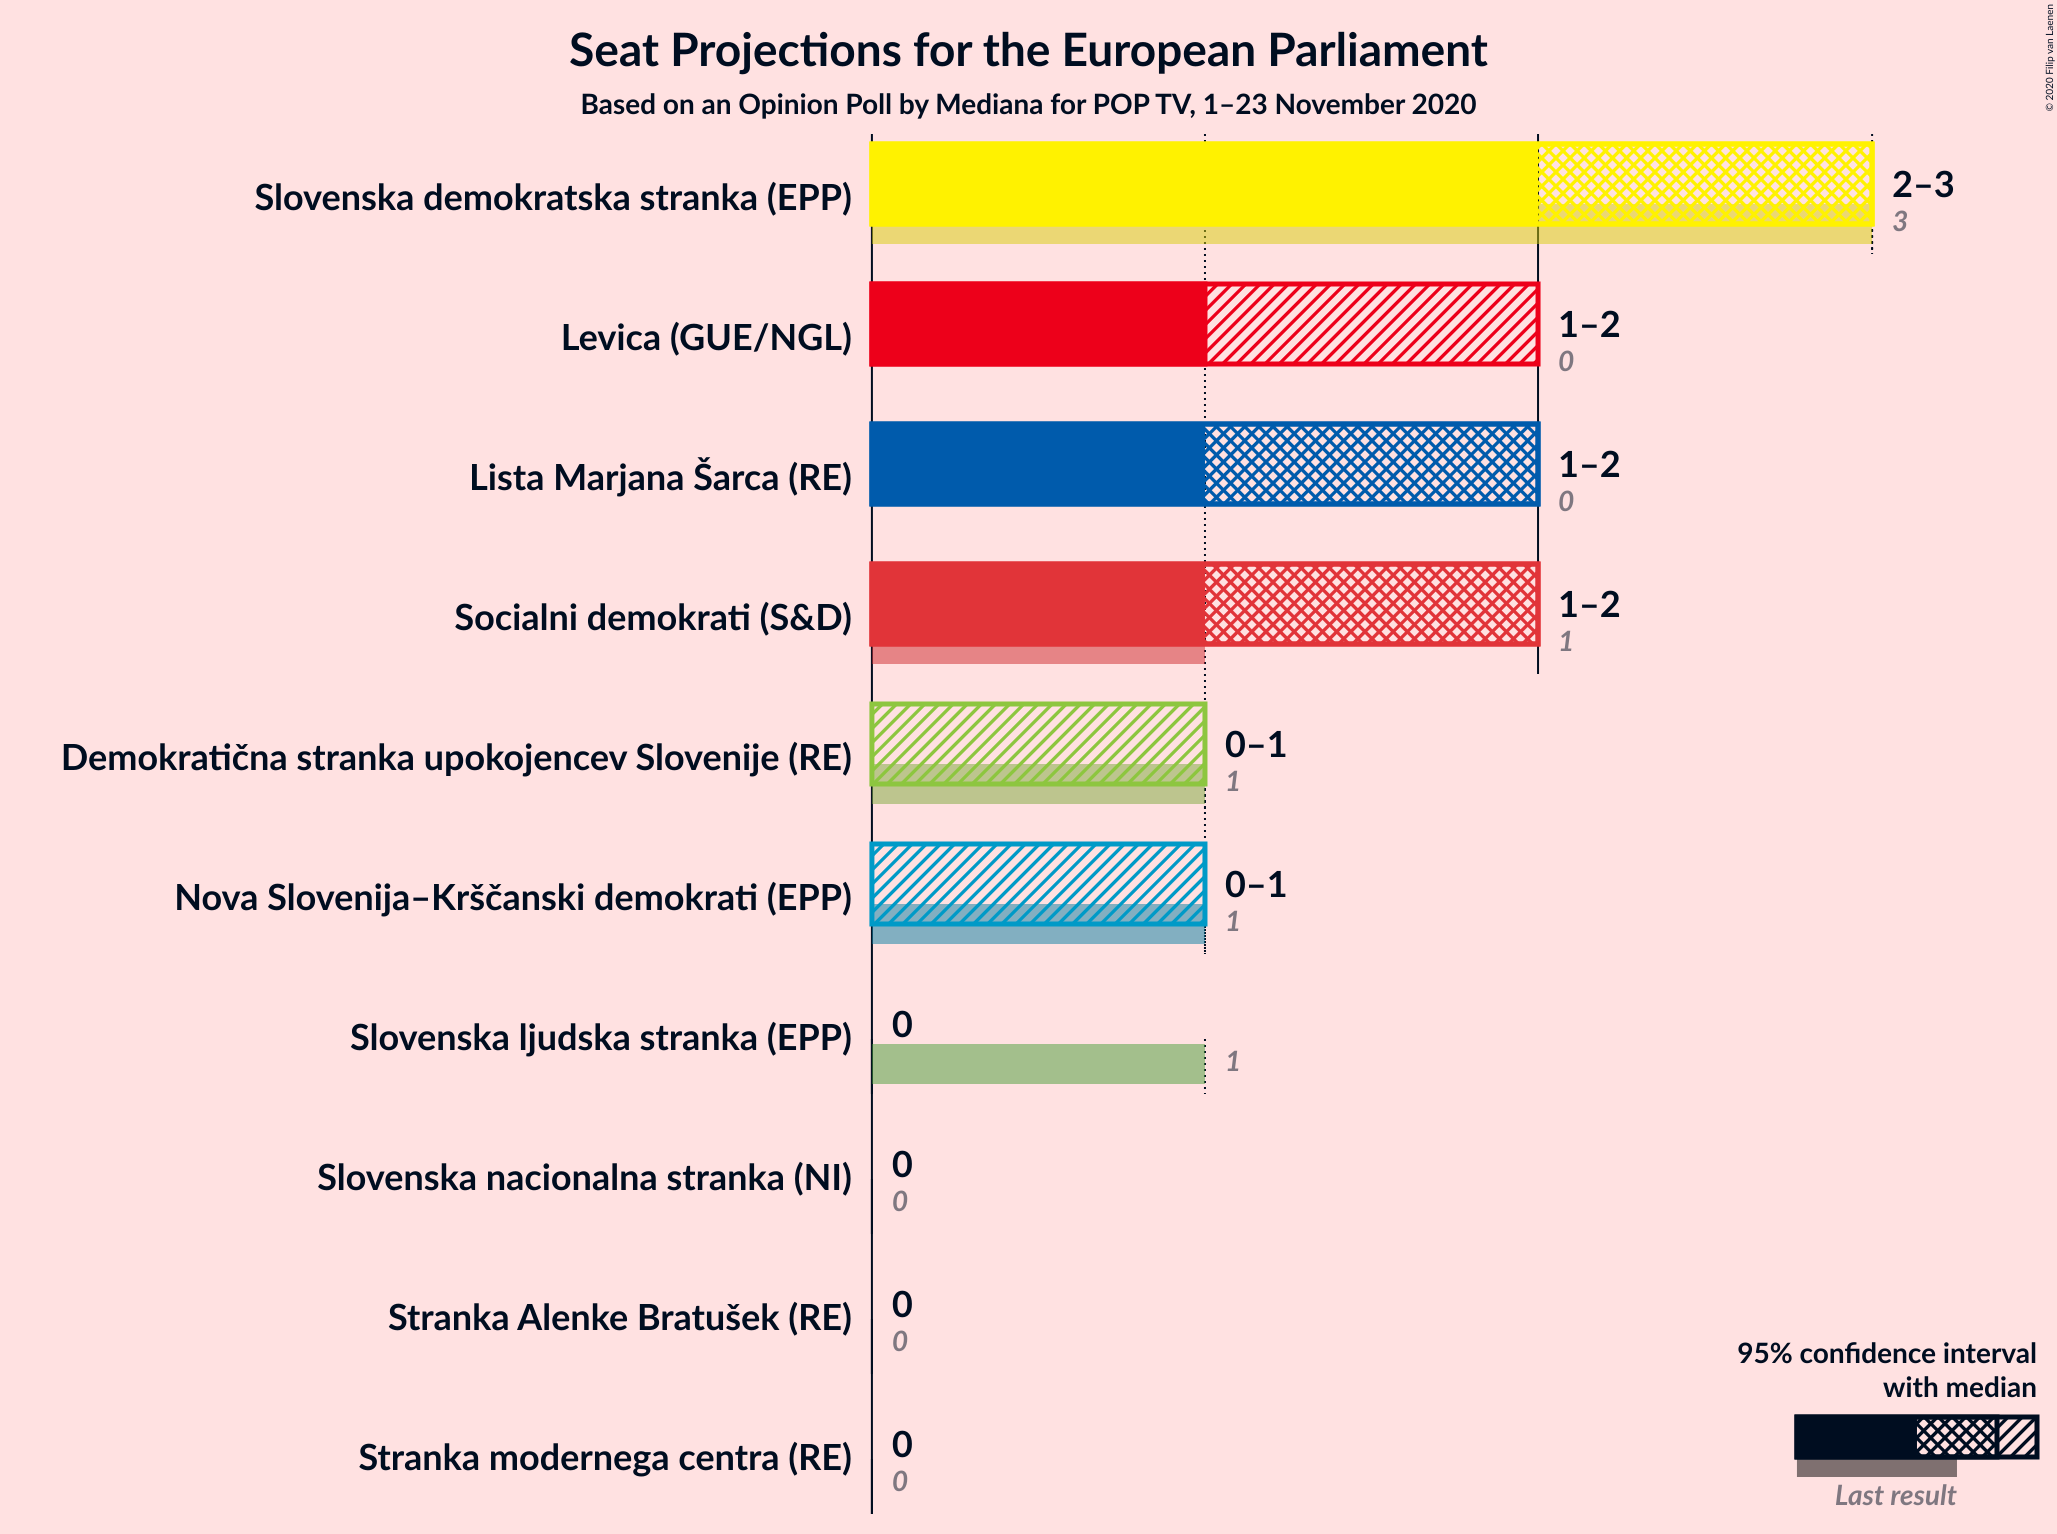 Seat Projections for the European Parliament
Based on an Opinion Poll by Mediana for POP TV, 1–23 November 2020
© 2020 Filip van Laenen
Slovenska demokratska stranka (EPP)
2–3
3
Levica (GUE/NGL)
1–2
0
Lista Marjana Šarca (RE)
1–2
0
Socialni demokrati (S&D)
1–2
1
Demokratična stranka upokojencev Slovenije (RE)
0–1
1
Nova Slovenija–Krščanski demokrati (EPP)
0–1
1
Slovenska ljudska stranka (EPP)
0
1
Slovenska nacionalna stranka (NI)
0
0
Stranka Alenke Bratušek (RE)
0
0
Stranka modernega centra (RE)
0
0
95% confidence interval
with median
Last result